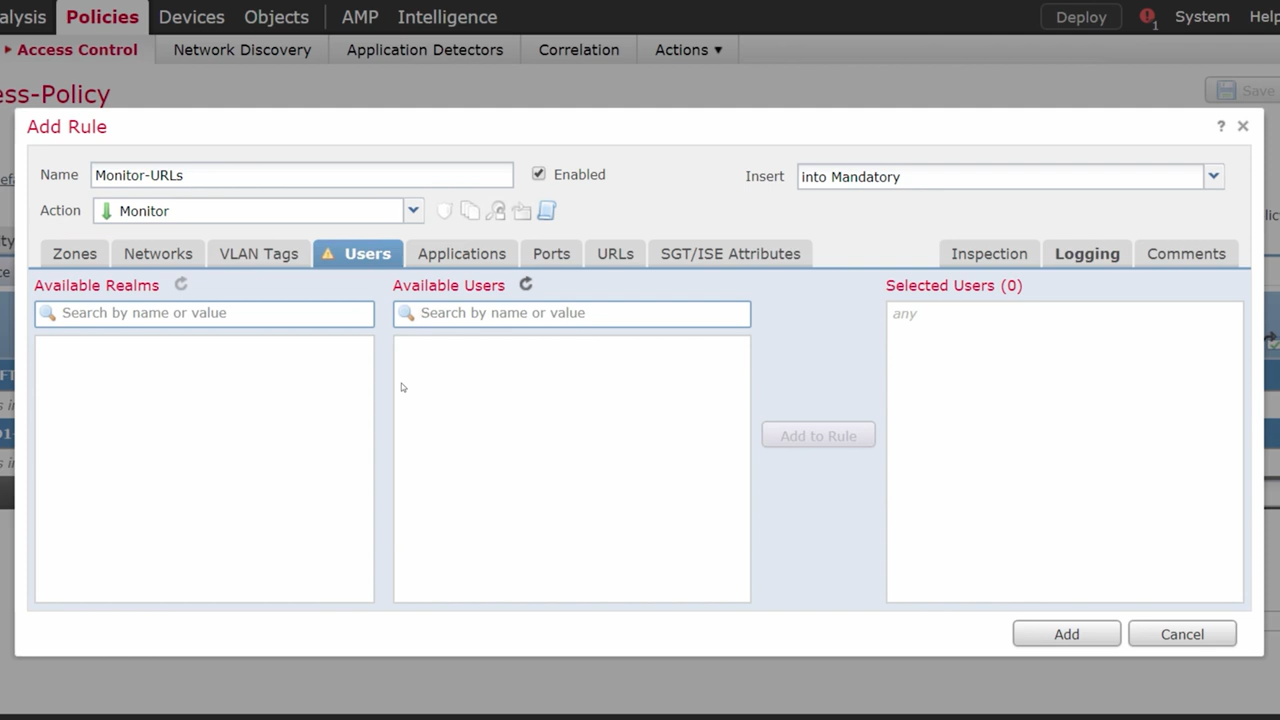 alysis Policies Devices Objects AMP Intelligence Deploy 1 System Help
Access Control Network Discovery Application Detectors Correlation Actions
ess-Policy
Save
Add Rule
?
Name Monitor-URLs Enabled Insert into Mandatory
Action Monitor
Zones Networks VLAN Tags Users Applications Ports URLs SGT/ISE Attributes Inspection Logging Comments
Available Realms Available Users Selected Users (0)
Search by name or value Search by name or value any
Add to Rule
Add Cancel